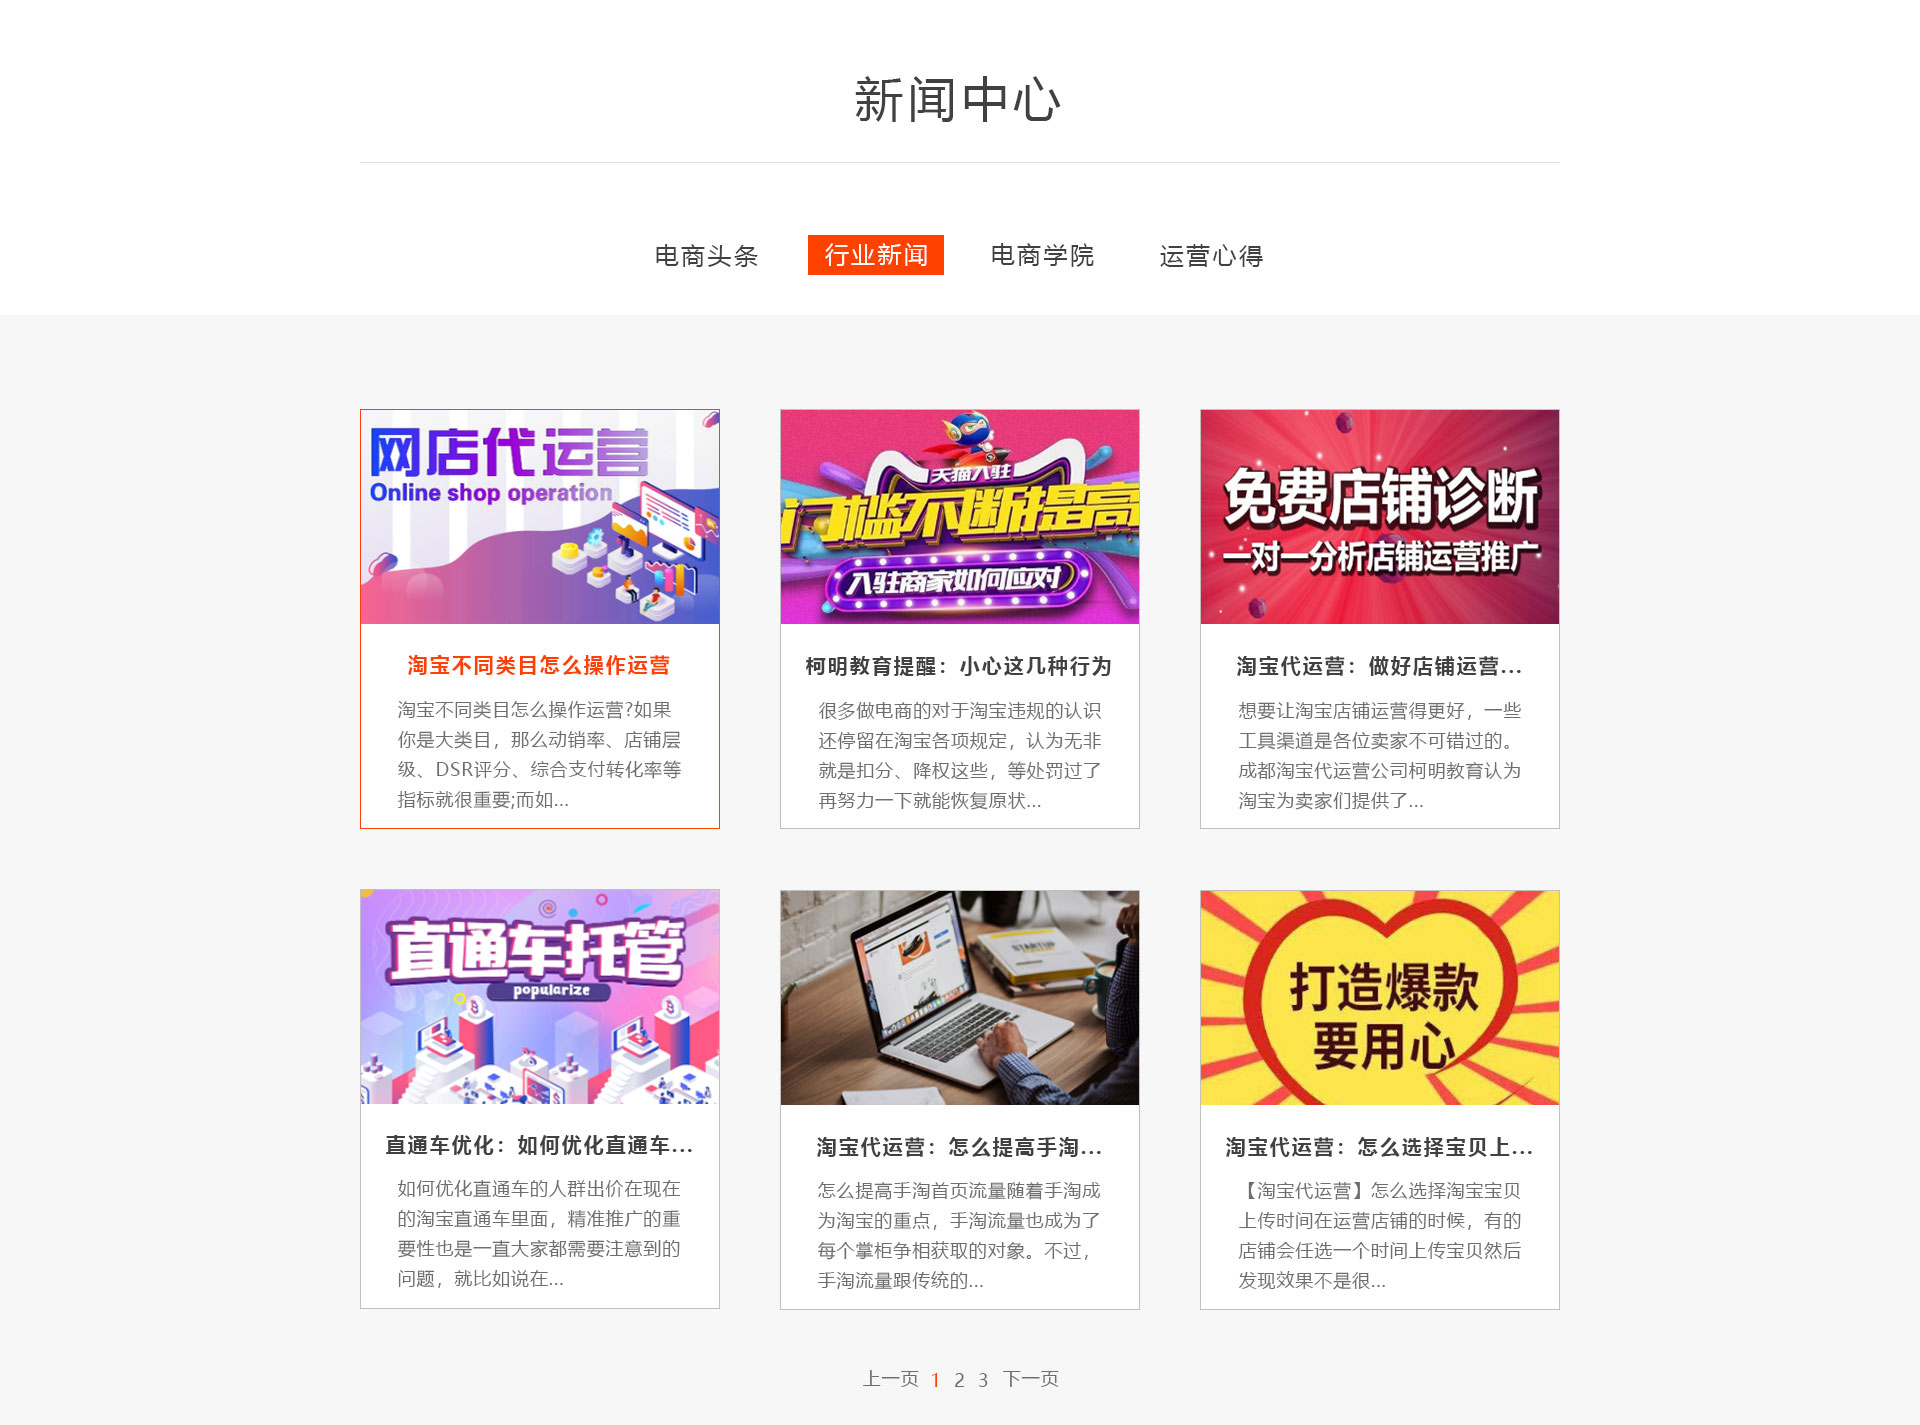 新闻中心
电商头条
行业新闻
电商学院
运营心得
网店代运营
Online shop operation
淘宝不同类目怎么操作运营
淘宝不同类目怎么操作运营?如果
你是大类目，那么动销率、店铺层
级、DSR评分、综合支付转化率等
指标就很重要;而如...
天猫入驻
门槛不断提高
入驻商家如何应对
柯明教育提醒：小心这几种行为
很多做电商的对于淘宝违规的认识
还停留在淘宝各项规定，认为无非
就是扣分、降权这些，等处罚过了
再努力一下就能恢复原状...
免费店铺诊断
一对一分析店铺运营推广
淘宝代运营：做好店铺运营...
想要让淘宝店铺运营得更好，一些
工具渠道是各位卖家不可错过的。
成都淘宝代运营公司柯明教育认为
淘宝为卖家们提供了...
直通车托管
popularize
直通车优化：如何优化直通车...
如何优化直通车的人群出价在现在
的淘宝直通车里面，精准推广的重
要性也是一直大家都需要注意到的
问题，就比如说在...
STARTUP
淘宝代运营：怎么提高手淘...
怎么提高手淘首页流量随着手淘成
为淘宝的重点，手淘流量也成为了
每个掌柜争相获取的对象。不过，
手淘流量跟传统的...
打造爆款
要用心
淘宝代运营：怎么选择宝贝上...
【淘宝代运营】怎么选择淘宝宝贝
上传时间在运营店铺的时候，有的
店铺会任选一个时间上传宝贝然后
发现效果不是很...
上一页 1 2 3 下一页